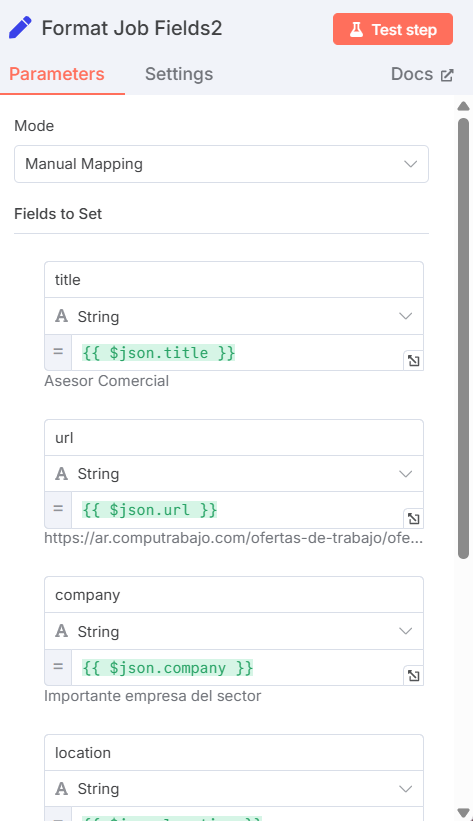 Format Job Fields2
Test step
Parameters
Settings
Docs
Mode
Manual Mapping
Fields to Set
title
A String
= {{ $json.title }}
Asesor Comercial
url
A String
= {{ $json.url }}
https://ar.computrabajo.com/ofertas-de-trabajo/ofe...
company
A String
= {{ $json.company }}
Importante empresa del sector
location
A String